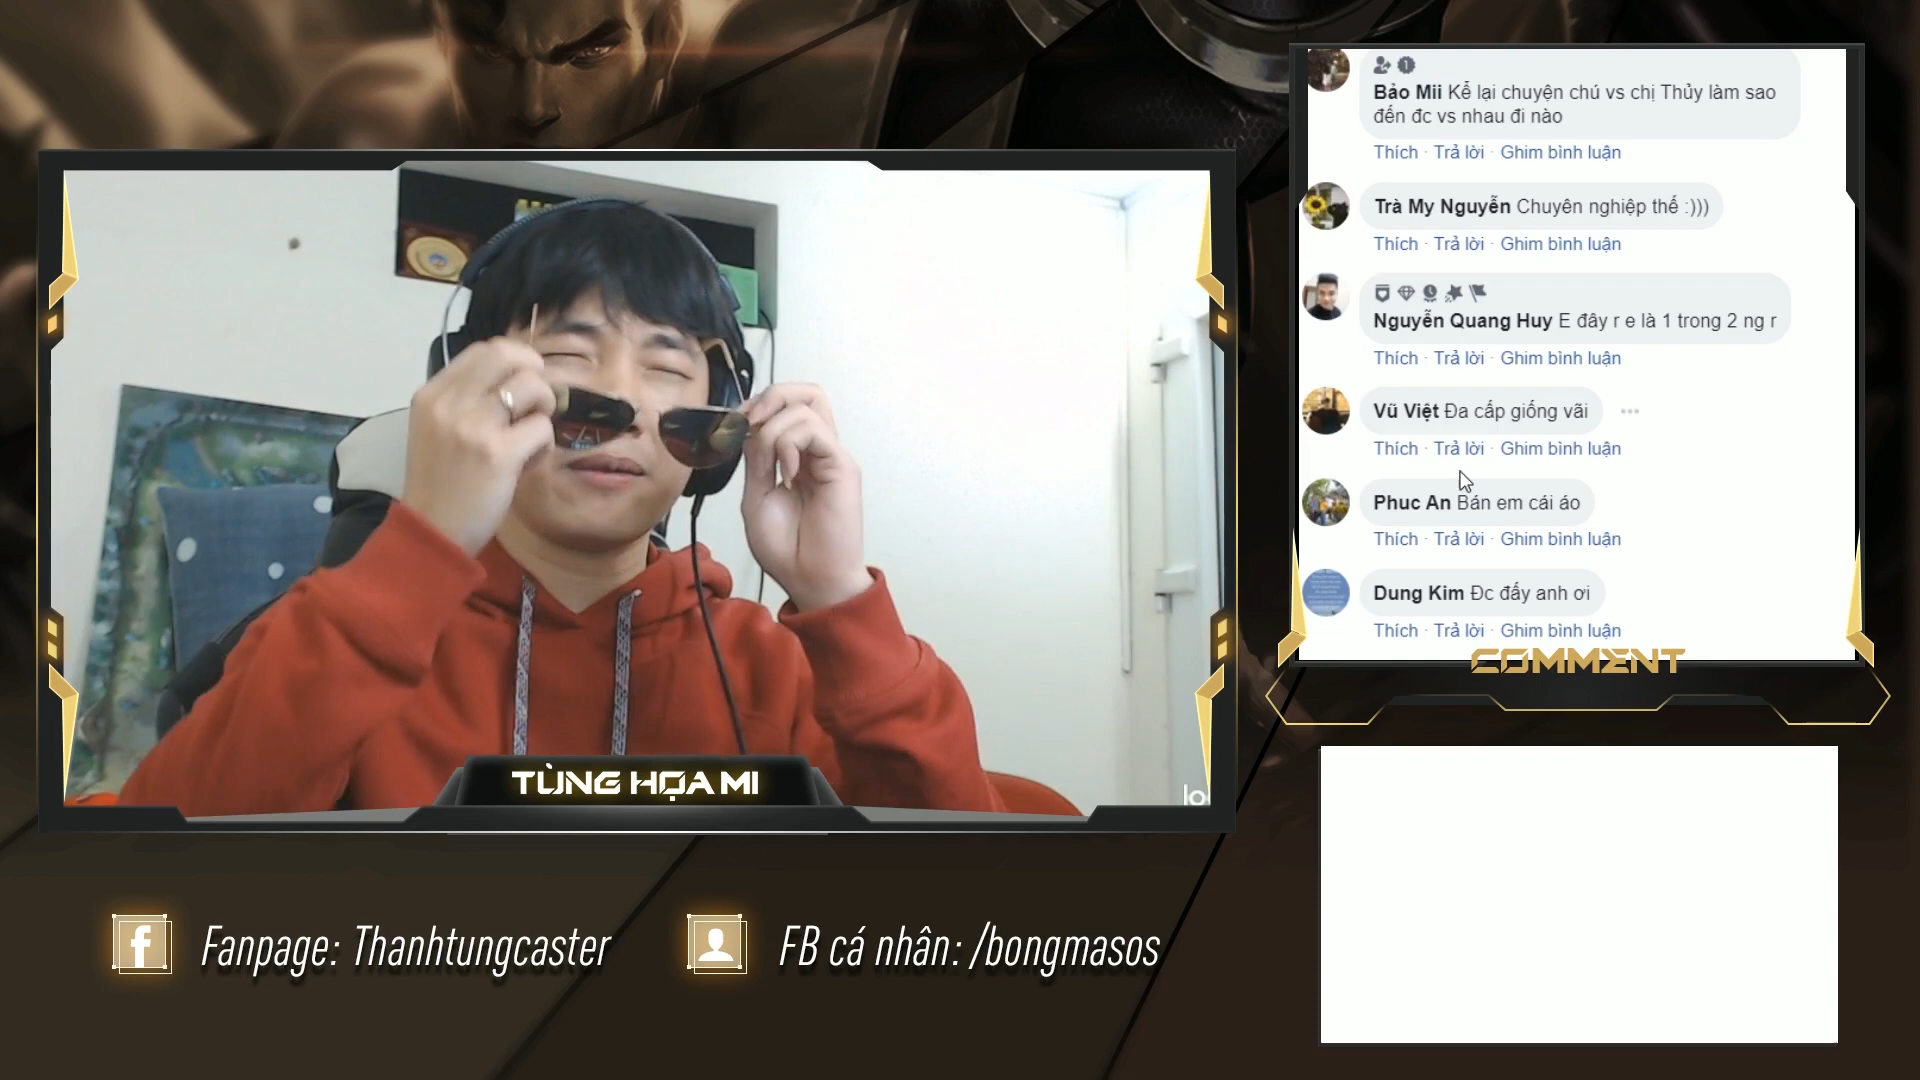 Bảo Mii Kể lại chuyện chú vs chị Thủy làm sao
đến đc vs nhau đi nào
Thích · Trả lời · Ghim bình luận
Trà My Nguyễn Chuyên nghiệp thế :)))
Thích · Trả lời · Ghim bình luận
Nguyễn Quang Huy E đây r e là 1 trong 2 ng r
Thích · Trả lời · Ghim bình luận
Vũ Việt Đa cấp giống vãi
Thích · Trả lời · Ghim bình luận
Phuc An Bán em cái áo
Thích · Trả lời · Ghim bình luận
Dung Kim Đc đấy anh ơi
Thích · Trả lời · Ghim bình luận
COMMENT
TÙNG HỌA MI
lo
Fanpage: Thanhtungcaster
FB cá nhân: /bongmasos